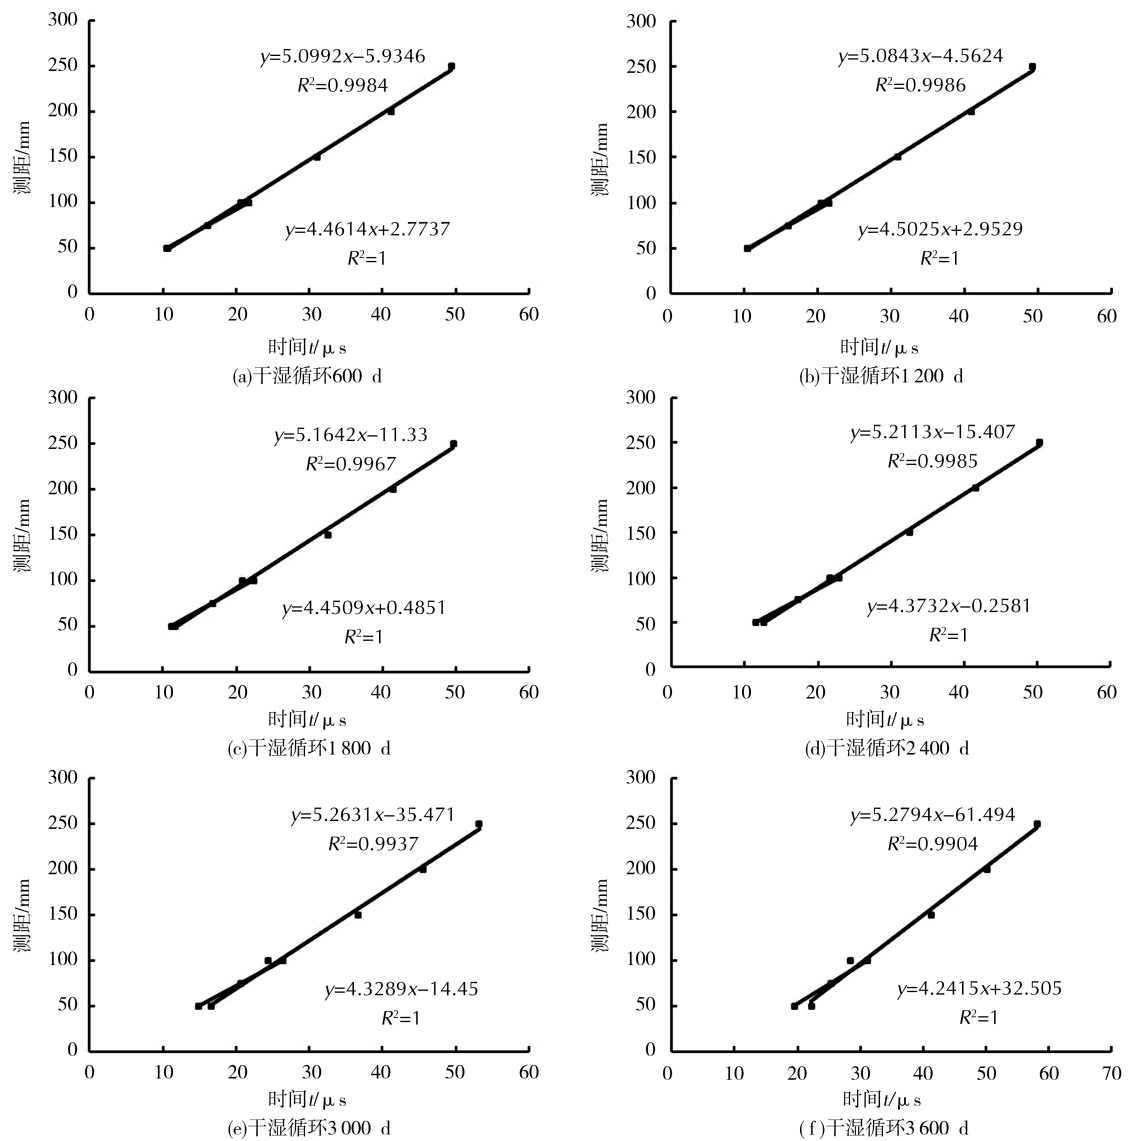 300
250
200
150
100
50
0
测距/mm
y=5.0992x−5.9346
R²=0.9984
y=4.4614x+2.7737
R²=1
0 10 20 30 40 50 60
时间t/μs
(a)干湿循环600 d
300
250
200
150
100
50
0
测距/mm
y=5.0843x−4.5624
R²=0.9986
y=4.5025x+2.9529
R²=1
0 10 20 30 40 50 60
时间t/μs
(b)干湿循环1 200 d
300
250
200
150
100
50
0
测距/mm
y=5.1642x−11.33
R²=0.9967
y=4.4509x+0.4851
R²=1
0 10 20 30 40 50 60
时间t/μs
(c)干湿循环1 800 d
300
250
200
150
100
50
0
测距/mm
y=5.2113x−15.407
R²=0.9985
y=4.3732x−0.2581
R²=1
0 10 20 30 40 50 60
时间t/μs
(d)干湿循环2 400 d
300
250
200
150
100
50
0
测距/mm
y=5.2631x−35.471
R²=0.9937
y=4.3289x−14.45
R²=1
0 10 20 30 40 50 60
时间t/μs
(e)干湿循环3 000 d
300
250
200
150
100
50
0
测距/mm
y=5.2794x−61.494
R²=0.9904
y=4.2415x+32.505
R²=1
0 10 20 30 40 50 60 70
时间t/μs
(f)干湿循环3 600 d